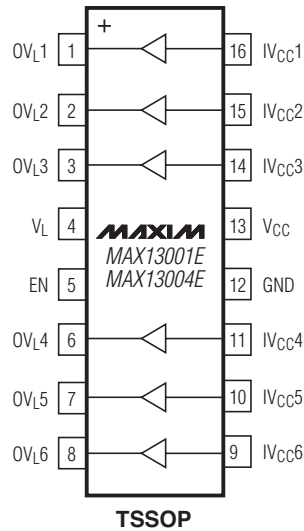 +
OVL1 1 16 IVCC1
OVL2 2 15 IVCC2
OVL3 3 14 IVCC3
VL 4 13 VCC
MAXIM
MAX13001E
MAX13004E
EN 5 12 GND
OVL4 6 11 IVCC4
OVL5 7 10 IVCC5
OVL6 8 9 IVCC6
TSSOP